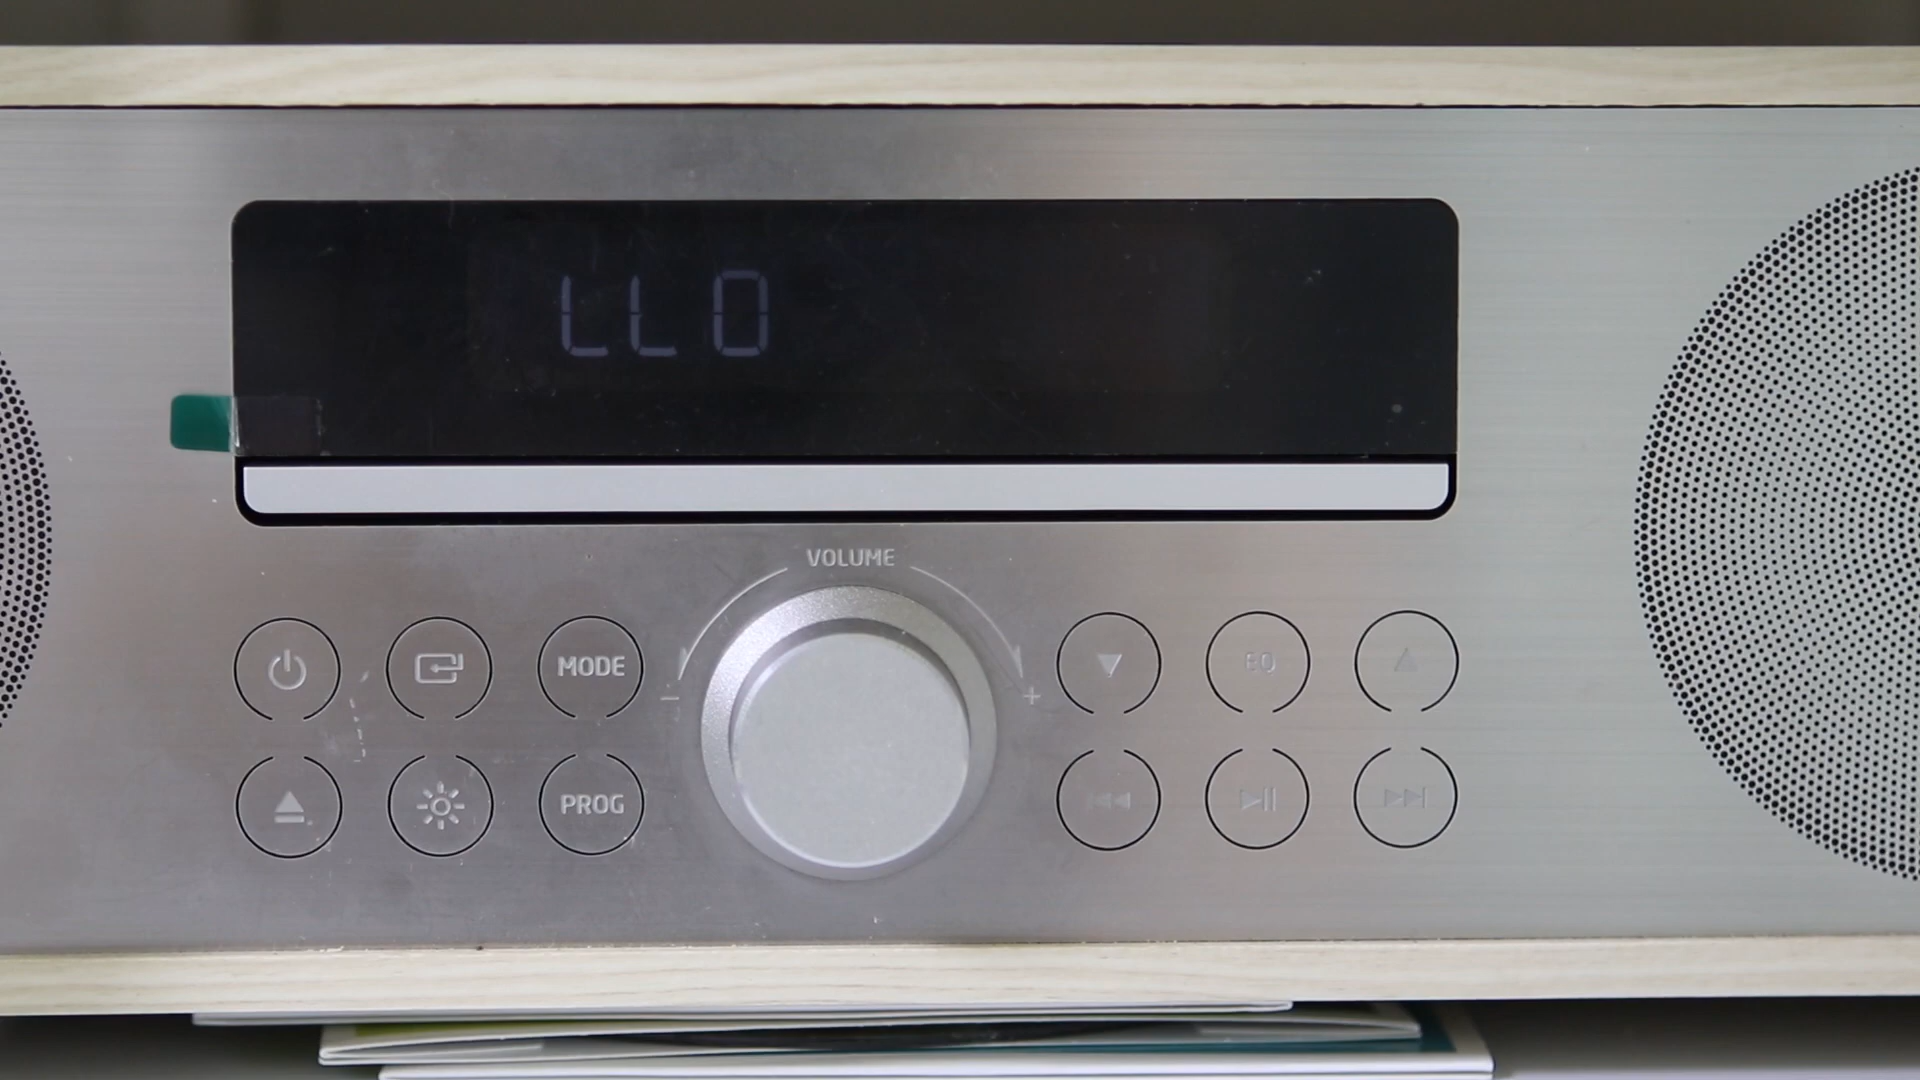 LLO
VOLUME
- +
MODE
EQ
PROG